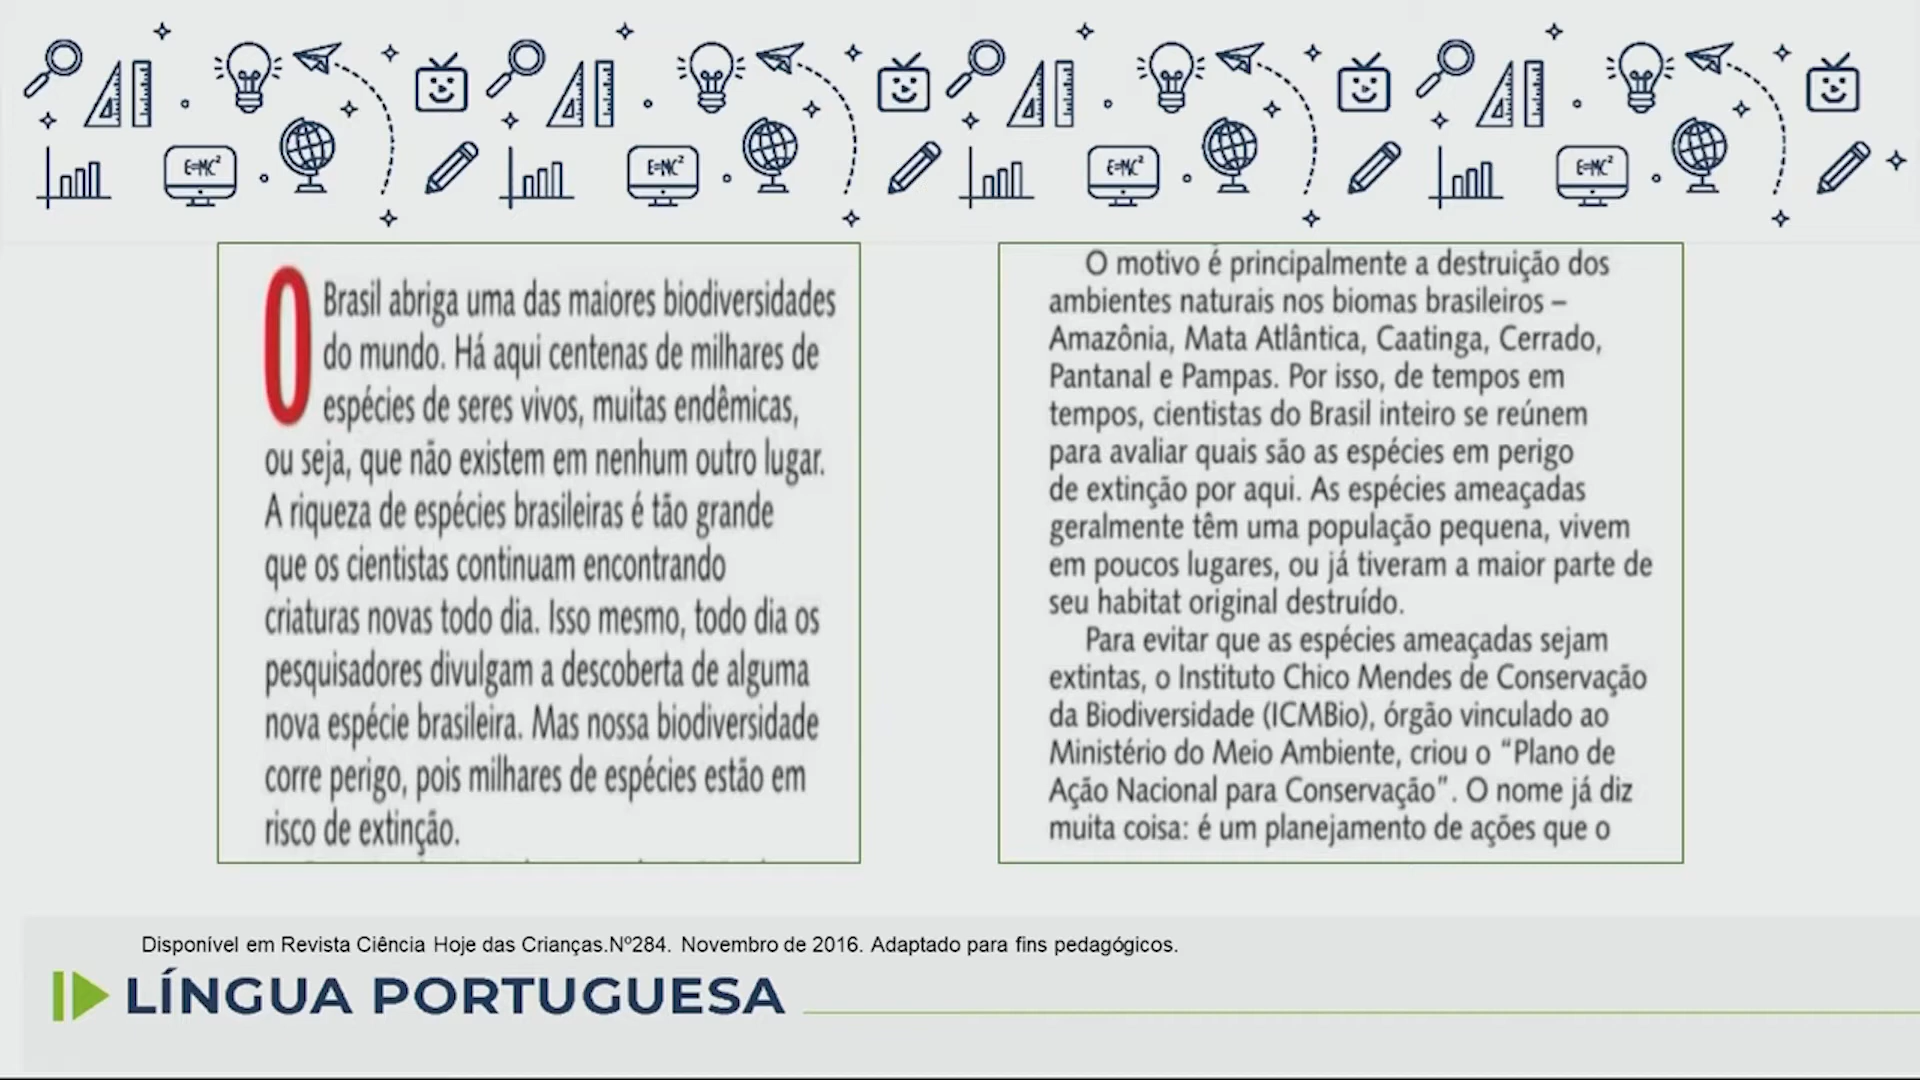 E=MC²
E=MC²
E=MC²
E=MC²
O Brasil abriga uma das maiores biodiversidades
do mundo. Há aqui centenas de milhares de
espécies de seres vivos, muitas endêmicas,
ou seja, que não existem em nenhum outro lugar.
A riqueza de espécies brasileiras é tão grande
que os cientistas continuam encontrando
criaturas novas todo dia. Isso mesmo, todo dia os
pesquisadores divulgam a descoberta de alguma
nova espécie brasileira. Mas nossa biodiversidade
corre perigo, pois milhares de espécies estão em
risco de extinção.
O motivo é principalmente a destruição dos
ambientes naturais nos biomas brasileiros –
Amazônia, Mata Atlântica, Caatinga, Cerrado,
Pantanal e Pampas. Por isso, de tempos em
tempos, cientistas do Brasil inteiro se reúnem
para avaliar quais são as espécies em perigo
de extinção por aqui. As espécies ameaçadas
geralmente têm uma população pequena, vivem
em poucos lugares, ou já tiveram a maior parte de
seu habitat original destruído.
Para evitar que as espécies ameaçadas sejam
extintas, o Instituto Chico Mendes de Conservação
da Biodiversidade (ICMBio), órgão vinculado ao
Ministério do Meio Ambiente, criou o “Plano de
Ação Nacional para Conservação”. O nome já diz
muita coisa: é um planejamento de ações que o
Disponível em Revista Ciência Hoje das Crianças.Nº284. Novembro de 2016. Adaptado para fins pedagógicos.
LÍNGUA PORTUGUESA